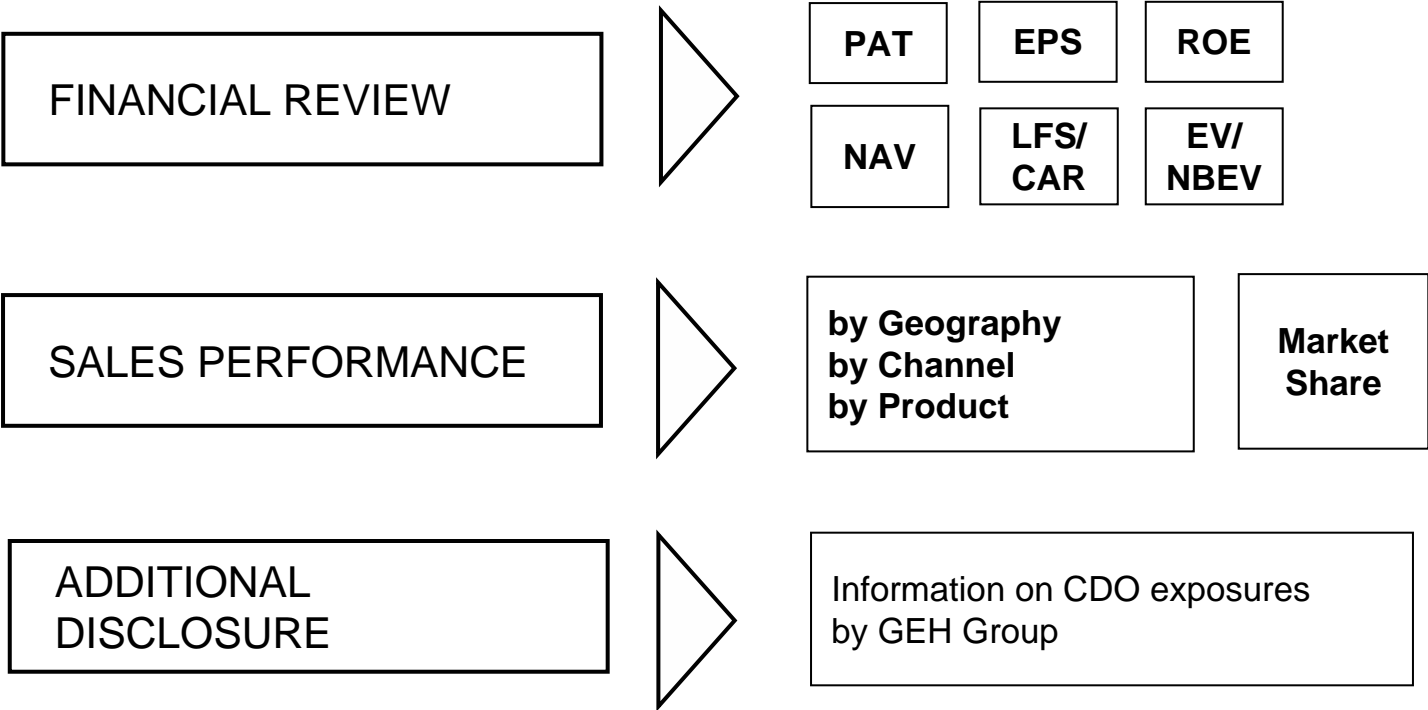 FINANCIAL REVIEW
PAT
EPS
ROE
NAV
LFS/
CAR
EV/
NBEV
SALES PERFORMANCE
by Geography
by Channel
by Product
Market
Share
ADDITIONAL
DISCLOSURE
Information on CDO exposures
by GEH Group